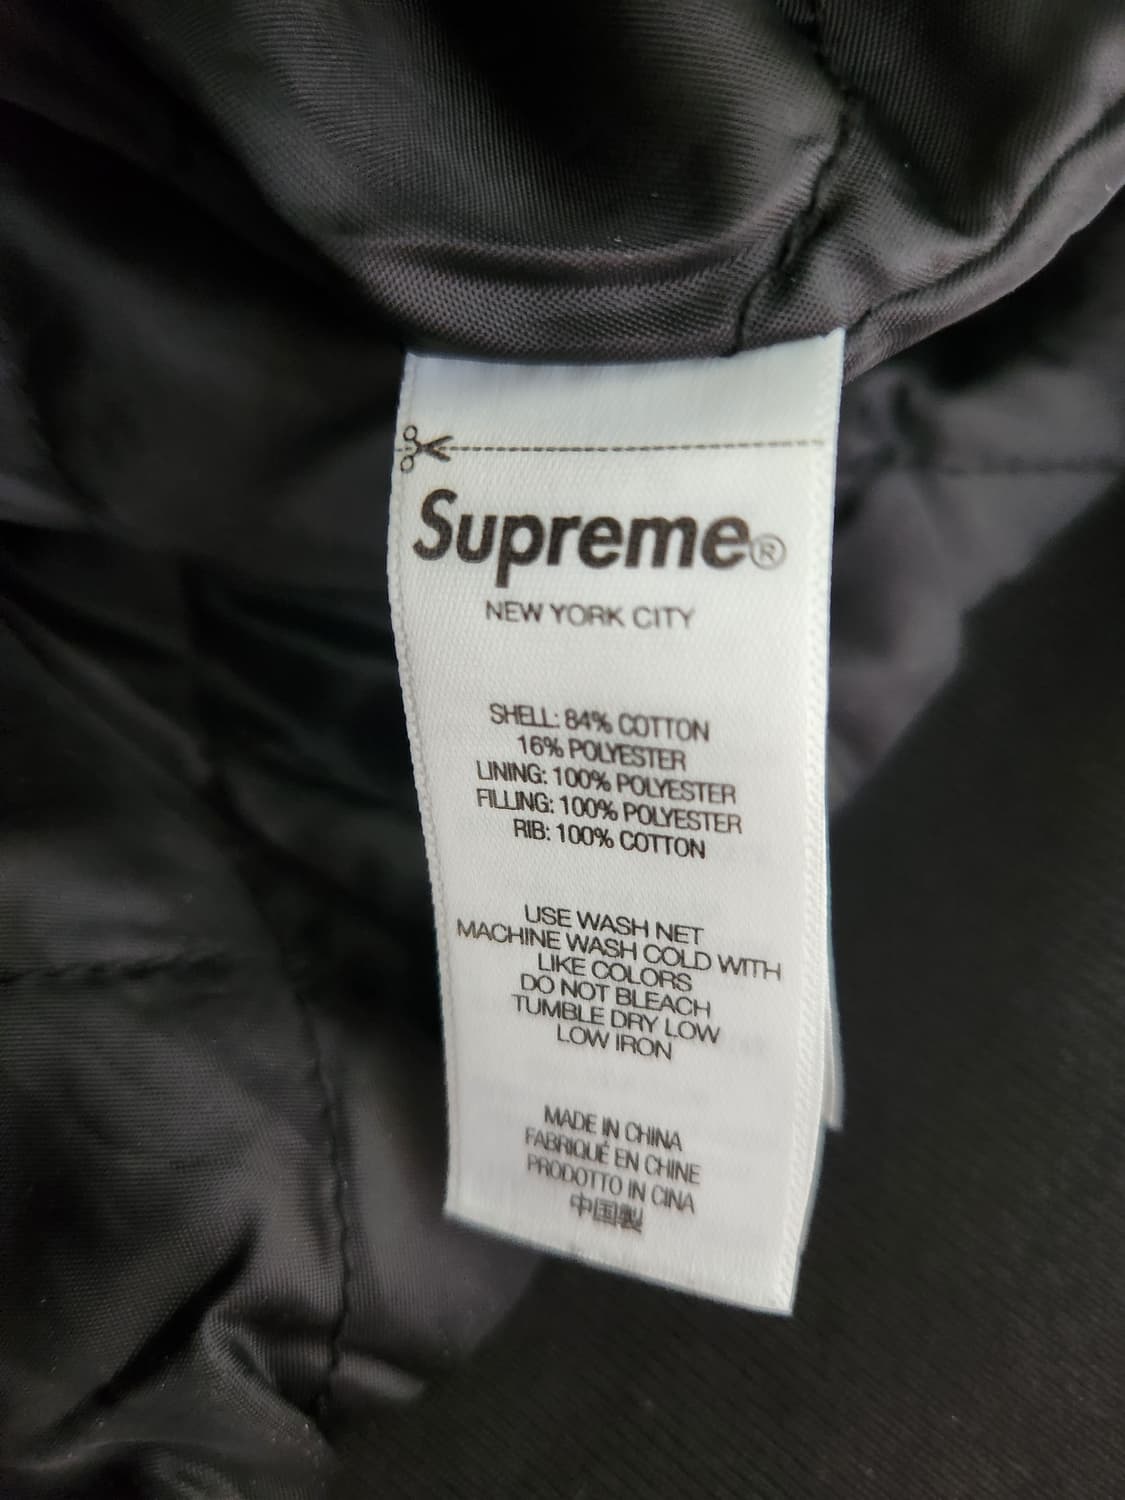 Supreme®
NEW YORK CITY
SHELL: 84% COTTON
16% POLYESTER
LINING: 100% POLYESTER
FILLING: 100% POLYESTER
RIB: 100% COTTON
USE WASH NET
MACHINE WASH COLD WITH
LIKE COLORS
DO NOT BLEACH
TUMBLE DRY LOW
LOW IRON
MADE IN CHINA
FABRIQUÉ EN CHINE
PRODOTTO IN CINA
中国製